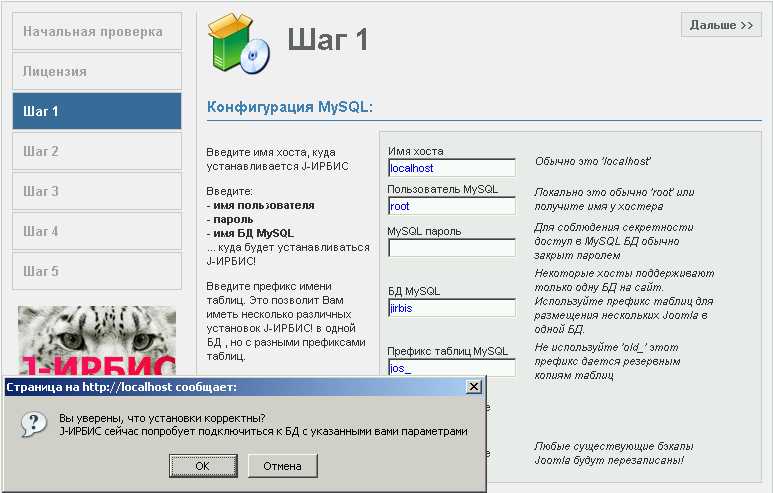 Начальная проверка
Лицензия
Шаг 1
Шаг 2
Шаг 3
Шаг 4
Шаг 5
J-ИРБИС
Шаг 1
Дальше >>
Конфигурация MySQL:
Введите имя хоста, куда
устанавливается J-ИРБИС
Введите:
- имя пользователя
- пароль
- имя БД MySQL
... куда будет устанавливаться
J-ИРБИС!
Введите префикс имени
таблиц. Это позволит Вам
иметь несколько различных
установок J-ИРБИС! в одной
БД , но с разными префиксами
таблиц.
Имя хоста
localhost
Обычно это 'localhost'
Пользователь MySQL
root
Локально это обычно 'root' или
получите имя у хостера
MySQL пароль
Для соблюдения секретности
доступ в MySQL БД обычно
закрыт паролем
БД MySQL
jirbis
Некоторые хосты поддерживают
только одну БД на сайт.
Используйте префикс таблиц для
размещения нескольких Joomla в
одной БД.
Префикс таблиц MySQL
jos_
Не используйте 'old_' этот
префикс дается резервным
копиям таблиц
Любые существующие бэкапы
Joomla будут перезаписаны!
Страница на http://localhost сообщает:
Вы уверены, что установки корректны?
J-ИРБИС сейчас попробует подключиться к БД с указанными вами параметрами
OK
Отмена